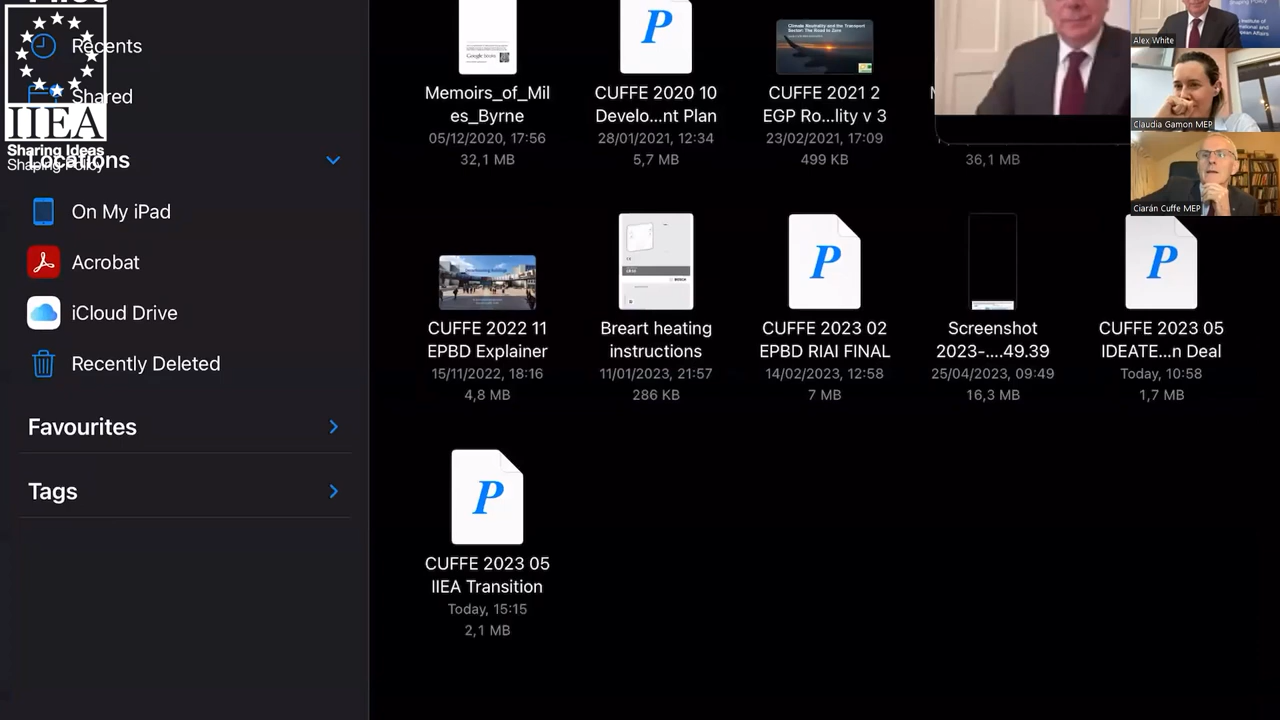 Recents
Shared
IIEA
Sharing Ideas
Shaping Policy
Locations
On My iPad
Acrobat
iCloud Drive
Recently Deleted
Favourites
Tags
Google
Memoirs_of_Mil
es_Byrne
05/12/2020, 17:56
32,1 MB
CUFFE 2020 10
Develo...nt Plan
28/01/2021, 12:34
5,7 MB
Climate Neutrality and the Transport
Sector: The Road to Zero
CUFFE 2021 2
EGP Ro...lity v 3
23/02/2021, 17:09
499 KB
36,1 MB
CUFFE 2022 11
EPBD Explainer
15/11/2022, 18:16
4,8 MB
Breart heating
instructions
11/01/2023, 21:57
286 KB
CUFFE 2023 02
EPBD RIAI FINAL
14/02/2023, 12:58
7 MB
Screenshot
2023-....49.39
25/04/2023, 09:49
16,3 MB
CUFFE 2023 05
IDEATE...n Deal
Today, 10:58
1,7 MB
CUFFE 2023 05
IIEA Transition
Today, 15:15
2,1 MB
Alex White
Claudia Gamon MEP
Ciarán Cuffe MEP